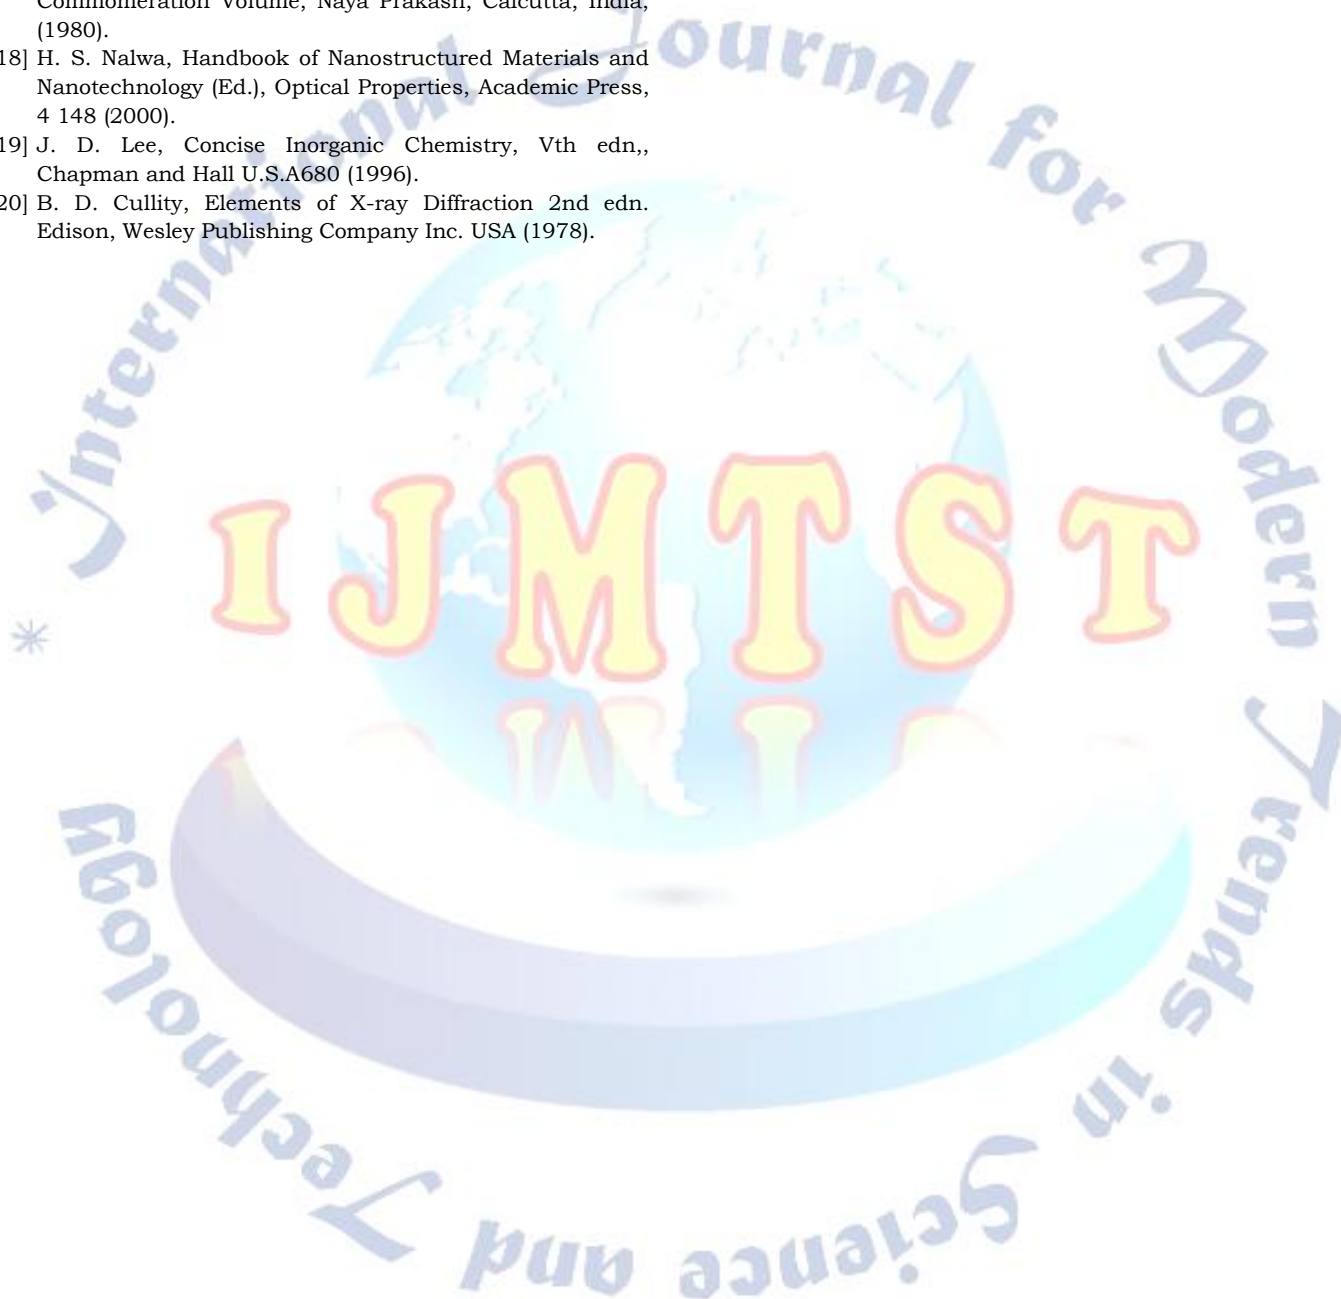 Commomeration Volume, Naya Prakash, Calcutta, India,
(1980).
18] H. S. Nalwa, Handbook of Nanostructured Materials and
Nanotechnology (Ed.), Optical Properties, Academic Press,
4 148 (2000).
19] J. D. Lee, Concise Inorganic Chemistry, Vth edn,,
Chapman and Hall U.S.A680 (1996).
20] B. D. Cullity, Elements of X-ray Diffraction 2nd edn.
Edison, Wesley Publishing Company Inc. USA (1978).
International Journal for Modern Trends in Science and Technology
*
IJMTST